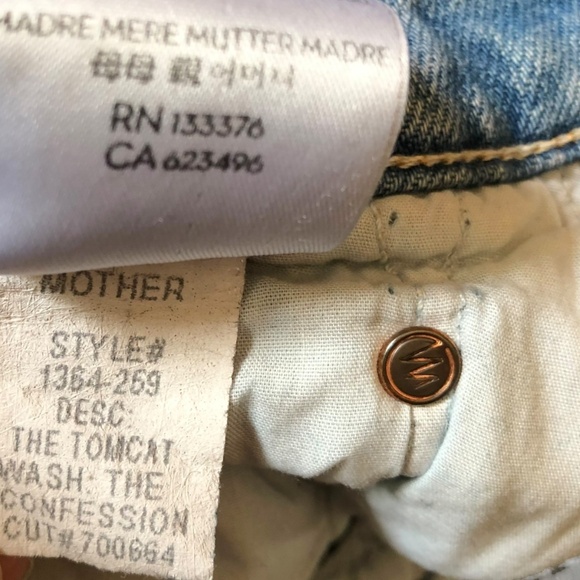 MADRE MERE MUTTER MADRE
母母 親 어머니
RN 133376
CA 623496
MOTHER
STYLE#
1364-259
DESC:
THE TOMCAT
WASH: THE
CONFESSION
CUT# 700664